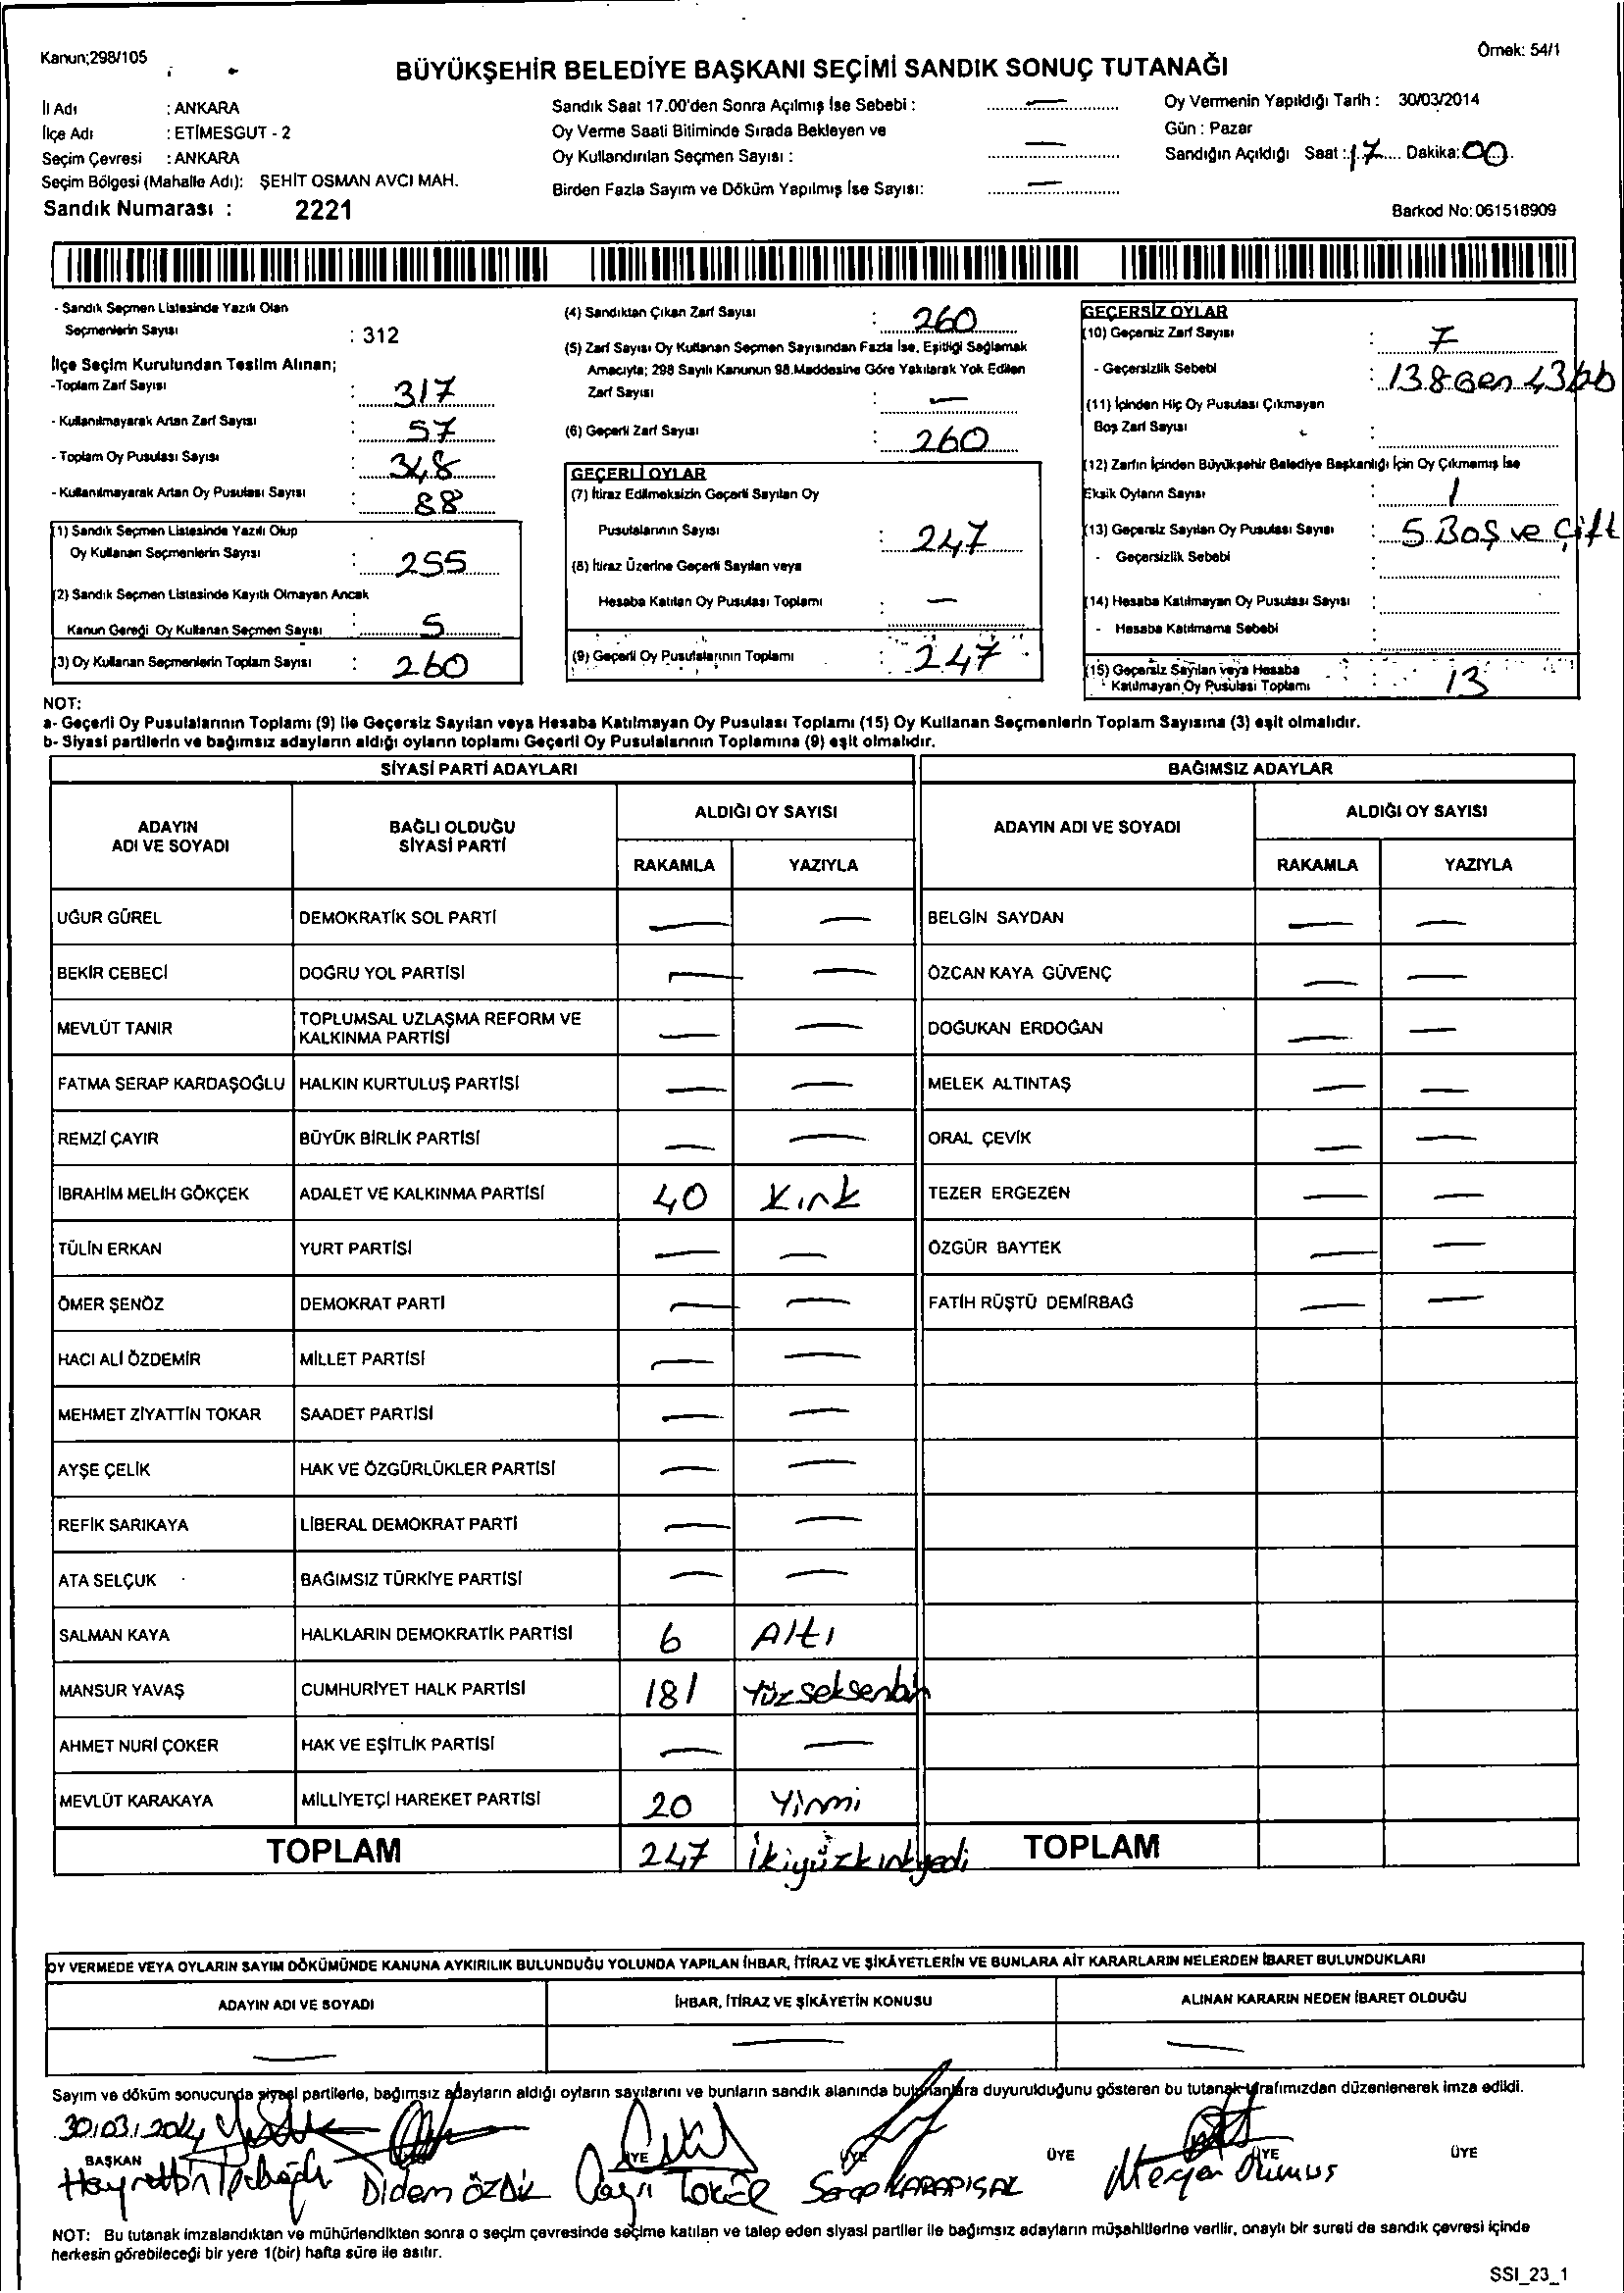 Kanun;298/105
Örnek: 54/1
BÜYÜKŞEHİR BELEDİYE BAŞKANI SEÇİMİ SANDIK SONUÇ TUTANAĞI
İl Adı : ANKARA
İlçe Adı : ETİMESGUT - 2
Seçim Çevresi : ANKARA
Seçim Bölgesi (Mahalle Adı): ŞEHİT OSMAN AVCI MAH.
Sandık Numarası : 2221
Sandık Saat 17.00'den Sonra Açılmış İse Sebebi : —
Oy Verme Saati Bitiminde Sırada Bekleyen ve
Oy Kullandırılan Seçmen Sayısı : —
Birden Fazla Sayım ve Döküm Yapılmış İse Sayısı: —
Oy Vermenin Yapıldığı Tarih : 30/03/2014
Gün : Pazar
Sandığın Açıldığı Saat : 17 Dakika: 00
Barkod No: 061518909
- Sandık Seçmen Listesinde Yazılı Olan
Seçmenlerin Sayısı : 312
İlçe Seçim Kurulundan Teslim Alınan;
-Toplam Zarf Sayısı : 317
- Kullanılmayarak Artan Zarf Sayısı : 57
- Toplam Oy Pusulası Sayısı : 348
- Kullanılmayarak Artan Oy Pusulası Sayısı : 88
(1) Sandık Seçmen Listesinde Yazılı Olup
Oy Kullanan Seçmenlerin Sayısı : 255
(2) Sandık Seçmen Listesinde Kayıtlı Olmayan Ancak
Kanun Gereği Oy Kullanan Seçmen Sayısı : 5
(3) Oy Kullanan Seçmenlerin Toplam Sayısı : 260
(4) Sandıktan Çıkan Zarf Sayısı : 260
(5) Zarf Sayısı Oy Kullanan Seçmen Sayısından Fazla İse, Eşitliği Sağlamak
Amacıyla; 298 Sayılı Kanunun 98.Maddesine Göre Yakılarak Yok Edilen
Zarf Sayısı : —
(6) Geçerli Zarf Sayısı : 260
GEÇERLİ OYLAR
(7) İtiraz Edilmeksizin Geçerli Sayılan Oy
Pusulalarının Sayısı : 247
(8) İtiraz Üzerine Geçerli Sayılan veya
Hesaba Katılan Oy Pusulası Toplamı : —
(9) Geçerli Oy Pusulalarının Toplamı : 247
GEÇERSİZ OYLAR
(10) Geçersiz Zarf Sayısı : 7
- Geçersizlik Sebebi :
(11) İçinden Hiç Oy Pusulası Çıkmayan
Boş Zarf Sayısı :
(12) Zarfın İçinden Büyükşehir Belediye Başkanlığı İçin Oy Çıkmamış İse
Eksik Oyların Sayısı : 1
(13) Geçersiz Sayılan Oy Pusulası Sayısı : 5 Boş ve Çift
- Geçersizlik Sebebi :
(14) Hesaba Katılmayan Oy Pusulası Sayısı :
- Hesaba Katılmama Sebebi :
(15) Geçersiz Sayılan veya Hesaba
Katılmayan Oy Pusulası Toplamı : 13
NOT:
a- Geçerli Oy Pusulalarının Toplamı (9) ile Geçersiz Sayılan veya Hesaba Katılmayan Oy Pusulası Toplamı (15) Oy Kullanan Seçmenlerin Toplam Sayısına (3) eşit olmalıdır.
b- Siyasi partilerin ve bağımsız adayların aldığı oyların toplamı Geçerli Oy Pusulalarının Toplamına (9) eşit olmalıdır.
SİYASİ PARTİ ADAYLARI BAĞIMSIZ ADAYLAR
ADAYIN ADI VE SOYADI BAĞLI OLDUĞU SİYASİ PARTİ ALDIĞI OY SAYISI ADAYIN ADI VE SOYADI ALDIĞI OY SAYISI
RAKAMLA YAZIYLA RAKAMLA YAZIYLA
UĞUR GÜREL DEMOKRATİK SOL PARTİ — — BELGİN SAYDAN — —
BEKİR CEBECİ DOĞRU YOL PARTİSİ — — ÖZCAN KAYA GÜVENÇ — —
MEVLÜT TANIR TOPLUMSAL UZLAŞMA REFORM VE KALKINMA PARTİSİ — — DOĞUKAN ERDOĞAN — —
FATMA SERAP KARDAŞOĞLU HALKIN KURTULUŞ PARTİSİ — — MELEK ALTINTAŞ — —
REMZİ ÇAYIR BÜYÜK BİRLİK PARTİSİ — — ORAL ÇEVİK — —
İBRAHİM MELİH GÖKÇEK ADALET VE KALKINMA PARTİSİ 40 Kırk TEZER ERGEZEN — —
TÜLİN ERKAN YURT PARTİSİ — — ÖZGÜR BAYTEK — —
ÖMER ŞENÖZ DEMOKRAT PARTİ — — FATİH RÜŞTÜ DEMİRBAĞ — —
HACI ALİ ÖZDEMİR MİLLET PARTİSİ — —
MEHMET ZİYATTİN TOKAR SAADET PARTİSİ — —
AYŞE ÇELİK HAK VE ÖZGÜRLÜKLER PARTİSİ — —
REFİK SARIKAYA LİBERAL DEMOKRAT PARTİ — —
ATA SELÇUK BAĞIMSIZ TÜRKİYE PARTİSİ — —
SALMAN KAYA HALKLARIN DEMOKRATİK PARTİSİ 6 Altı
MANSUR YAVAŞ CUMHURİYET HALK PARTİSİ 181 Yüzseksenbir
AHMET NURİ ÇOKER HAK VE EŞİTLİK PARTİSİ — —
MEVLÜT KARAKAYA MİLLİYETÇİ HAREKET PARTİSİ 20 Yirmi
TOPLAM 247 İkiyüzkırkyedi TOPLAM
OY VERMEDE VEYA OYLARIN SAYIM DÖKÜMÜNDE KANUNA AYKIRILIK BULUNDUĞU YOLUNDA YAPILAN İHBAR, İTİRAZ VE ŞİKÂYETLERİN VE BUNLARA AİT KARARLARIN NELERDEN İBARET BULUNDUKLARI
ADAYIN ADI VE SOYADI İHBAR, İTİRAZ VE ŞİKÂYETİN KONUSU ALINAN KARARIN NEDEN İBARET OLDUĞU
— — —
Sayım ve döküm sonucunda siyasi partilerle, bağımsız adayların aldığı oyların sayılarını ve bunların sandık alanında bulunanlara duyurulduğunu gösteren bu tutanak tarafımızdan düzenlenerek imza edildi.
30.03.2014
BAŞKAN ÜYE ÜYE ÜYE ÜYE ÜYE
Hayrettin Didem ÖZDİL Çağrı Serap KARAPISAL Meryem Durmuş
NOT: Bu tutanak imzalandıktan ve mühürlendikten sonra o seçim çevresinde seçime katılan ve talep eden siyasi partiler ile bağımsız adayların müşahitlerine verilir, onaylı bir sureti de sandık çevresi içinde
herkesin görebileceği bir yere 1(bir) hafta süre ile asılır.
SSI_23_1